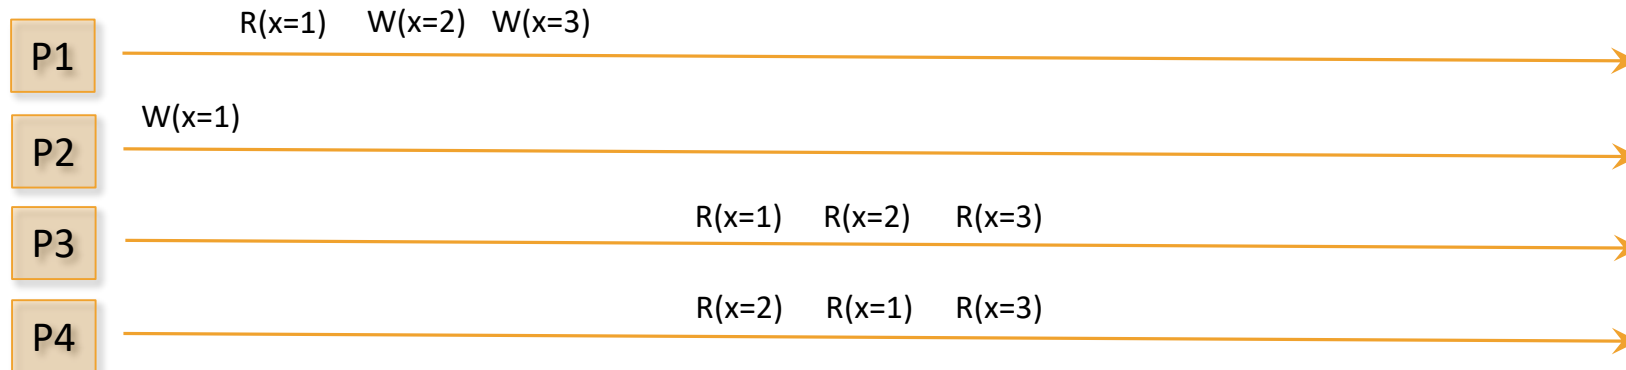 R(x=1) W(x=2) W(x=3)
P1
W(x=1)
P2
R(x=1) R(x=2) R(x=3)
P3
R(x=2) R(x=1) R(x=3)
P4